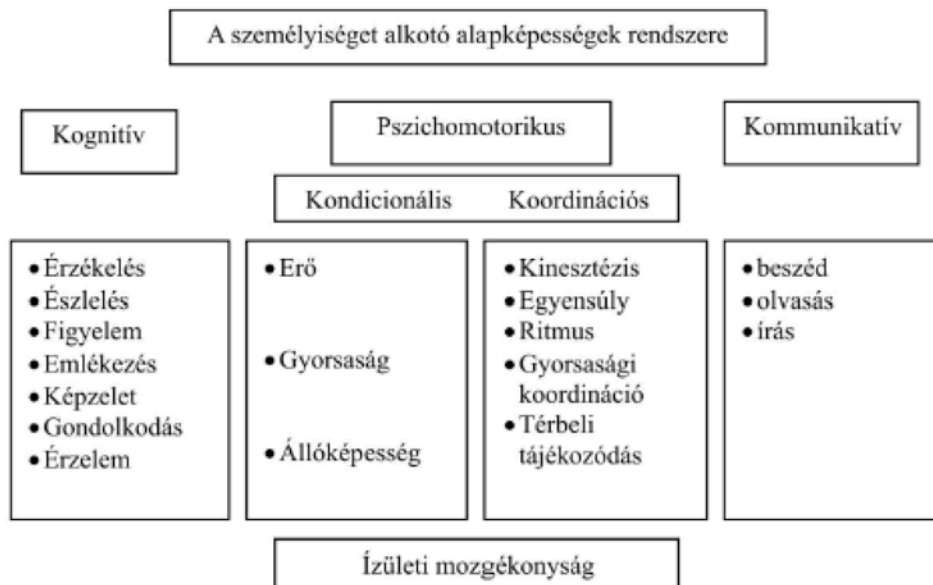 A személyiséget alkotó alapképességek rendszere
Kognitív
Pszichomotorikus
Kommunikatív
Kondicionális Koordinációs
• Érzékelés
• Észlelés
• Figyelem
• Emlékezés
• Képzelet
• Gondolkodás
• Érzelem
• Erő
• Gyorsaság
• Állóképesség
• Kinesztézis
• Egyensúly
• Ritmus
• Gyorsasági
koordináció
• Térbeli
tájékozódás
• beszéd
• olvasás
• írás
Ízületi mozgékonyság